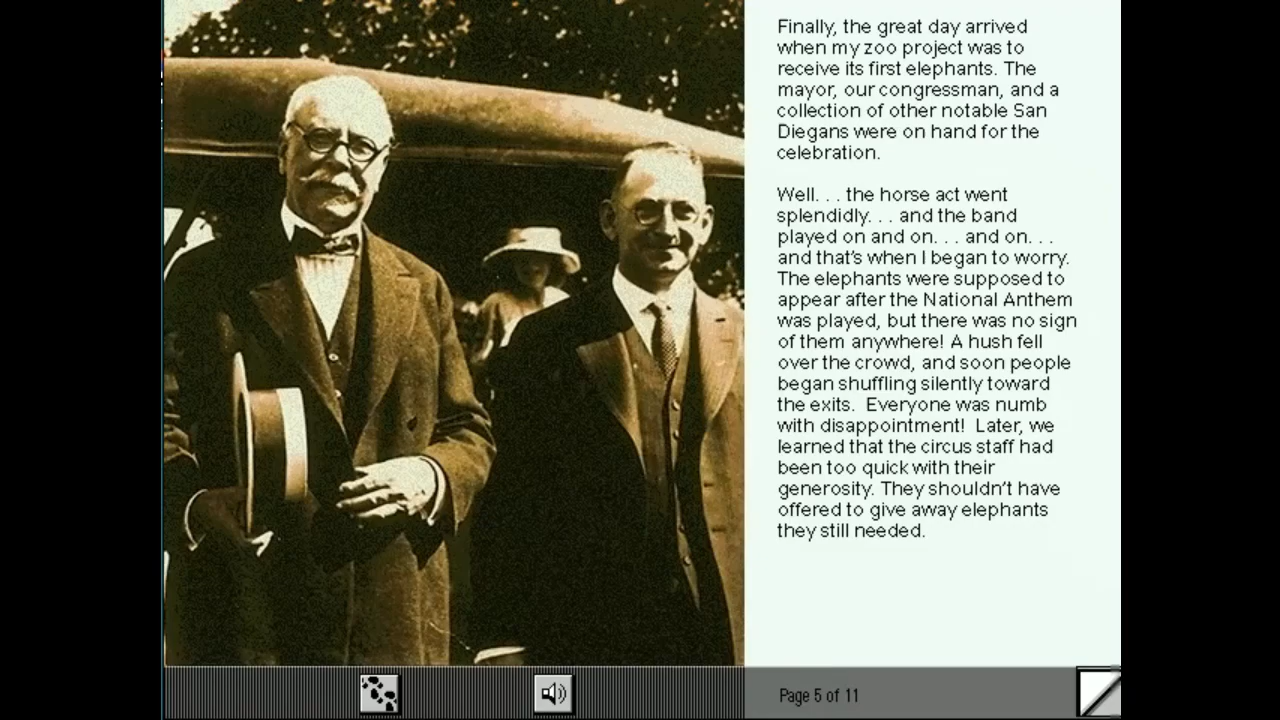 Finally, the great day arrived
when my zoo project was to
receive its first elephants. The
mayor, our congressman, and a
collection of other notable San
Diegans were on hand for the
celebration.
Well. . . the horse act went
splendidly. . . and the band
played on and on. . . and on. . .
and that's when I began to worry.
The elephants were supposed to
appear after the National Anthem
was played, but there was no sign
of them anywhere! A hush fell
over the crowd, and soon people
began shuffling silently toward
the exits.  Everyone was numb
with disappointment!  Later, we
learned that the circus staff had
been too quick with their
generosity. They shouldn't have
offered to give away elephants
they still needed.
Page 5 of 11